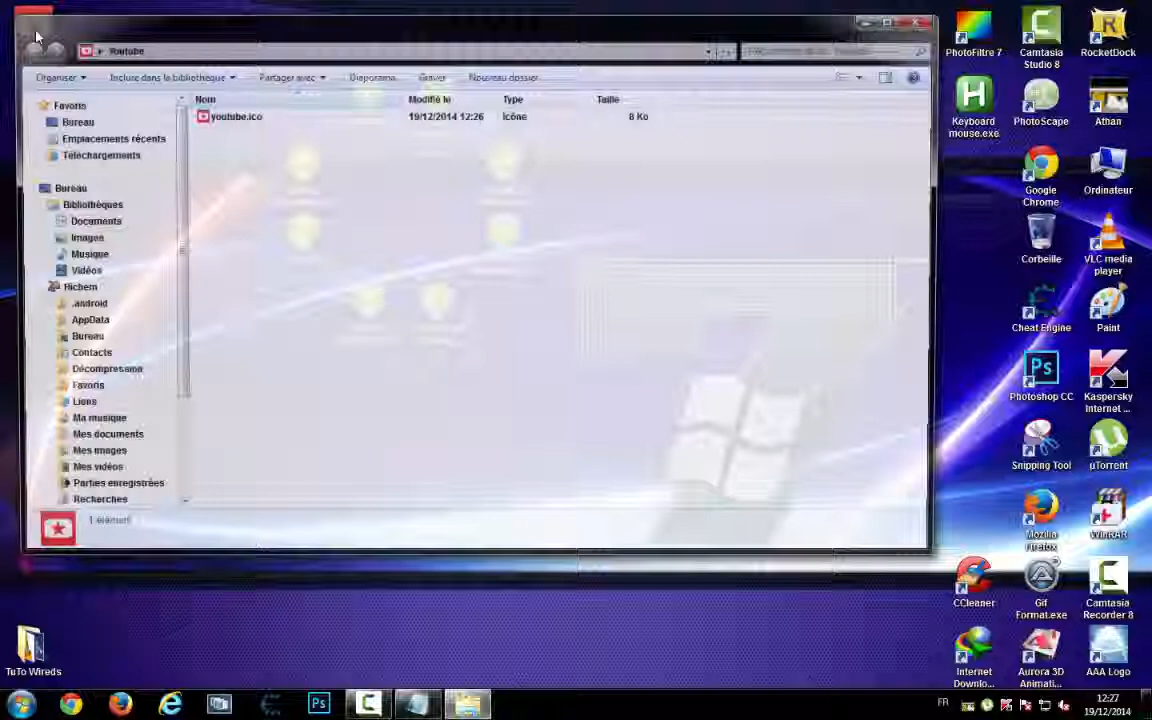 Youtube
Organiser
Inclure dans la bibliothèque
Partager avec
Diaporama
Graver
Nouveau dossier
Nom
Modifié le
Type
Taille
youtube.ico
19/12/2014 12:26
Icône
8 Ko
Favoris
Bureau
Emplacements récents
Téléchargements
Bureau
Bibliothèques
Documents
Images
Musique
Vidéos
Hichem
.android
AppData
Bureau
Contacts
Favoris
Liens
Ma musique
Mes documents
Mes images
Mes vidéos
Parties enregistrées
Recherches
1 élément
PhotoFiltre 7
Camtasia
Studio 8
RocketDock
Keyboard
mouse.exe
PhotoScape
Athan
Google
Chrome
Ordinateur
Corbeille
VLC media
player
Cheat Engine
Paint
Photoshop CC
Kaspersky
Internet ...
Snipping Tool
µTorrent
Mozilla
Firefox
WinRAR
CCleaner
Gif
Format.exe
Camtasia
Recorder 8
Internet
Downlo...
Aurora 3D
Animati...
AAA Logo
TuTo Wireds
FR
12:27
19/12/2014